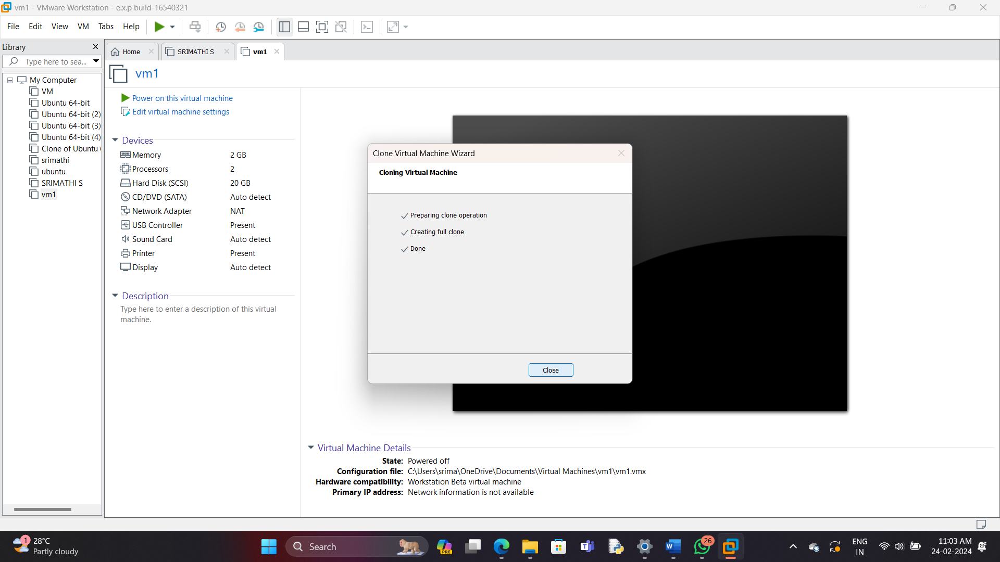 vm1 - VMware Workstation - e.x.p build-16540321
File Edit View VM Tabs Help
Library
Type here to sea...
My Computer
VM
Ubuntu 64-bit
Ubuntu 64-bit (2)
Ubuntu 64-bit (3)
Ubuntu 64-bit (4)
Clone of Ubuntu
srimathi
ubuntu
SRIMATHI S
vm1
Home
SRIMATHI S
vm1
vm1
Power on this virtual machine
Edit virtual machine settings
Devices
Memory 2 GB
Processors 2
Hard Disk (SCSI) 20 GB
CD/DVD (SATA) Auto detect
Network Adapter NAT
USB Controller Present
Sound Card Auto detect
Printer Present
Display Auto detect
Description
Type here to enter a description of this virtual
machine.
Clone Virtual Machine Wizard
Cloning Virtual Machine
Preparing clone operation
Creating full clone
Done
Close
Virtual Machine Details
State: Powered off
Configuration file: C:\Users\srima\OneDrive\Documents\Virtual Machines\vm1\vm1.vmx
Hardware compatibility: Workstation Beta virtual machine
Primary IP address: Network information is not available
1
28°C
Partly cloudy
Search
PRE
26
ENG
IN
11:03 AM
24-02-2024